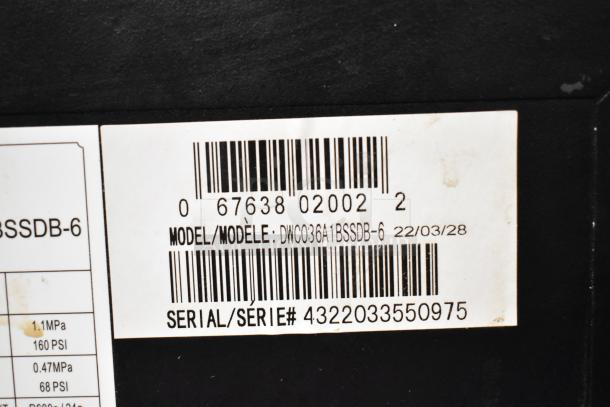 0 67638 02002 2
MODEL/MODÈLE: DWC036A1BSSDB-6 22/03/28
SERIAL/SÉRIE# 4322033550975
BSSDB-6
1.1MPa
160 PSI
0.47MPa
68 PSI